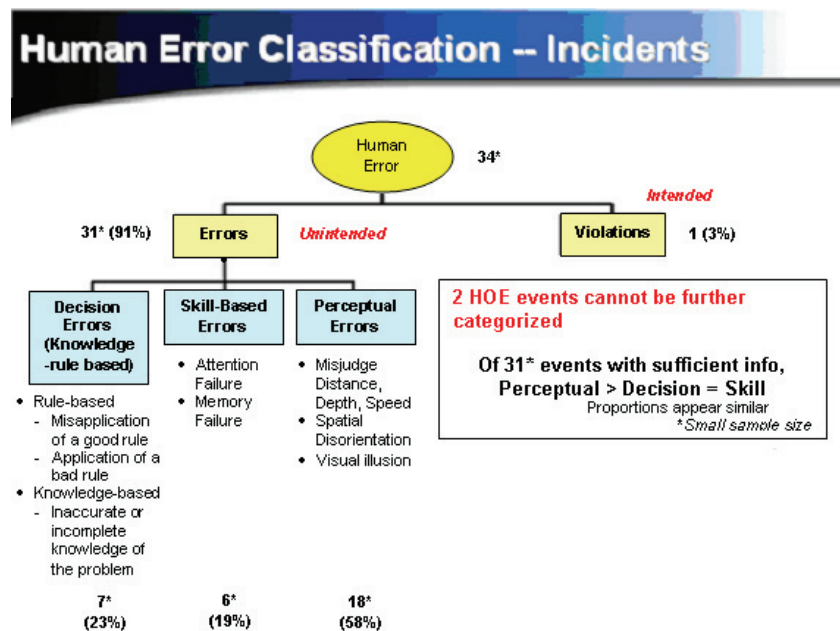 Human Error Classification -- Incidents
Human
Error
34*
Intended
31* (91%)
Errors
Unintended
Violations
1 (3%)
Decision
Errors
(Knowledge
-rule based)
• Rule-based
- Misapplication
of a good rule
- Application of a
bad rule
• Knowledge-based
- Inaccurate or
incomplete
knowledge of
the problem
7*
(23%)
Skill-Based
Errors
• Attention
Failure
• Memory
Failure
6*
(19%)
Perceptual
Errors
• Misjudge
Distance,
Depth, Speed
• Spatial
Disorientation
• Visual illusion
18*
(58%)
2 HOE events cannot be further
categorized
Of 31* events with sufficient info,
Perceptual > Decision = Skill
Proportions appear similar
*Small sample size